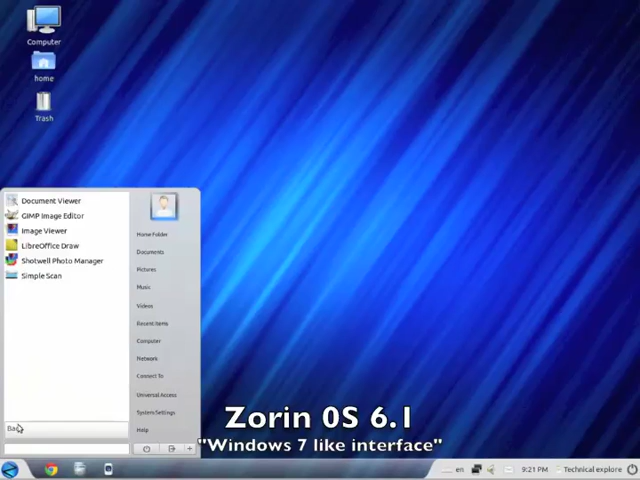 Computer
home
Trash
Document Viewer
GIMP Image Editor
Image Viewer
LibreOffice Draw
Shotwell Photo Manager
Simple Scan
Home Folder
Documents
Pictures
Music
Videos
Recent Items
Computer
Network
Connect To
Universal Access
System Settings
Help
Zorin 0S 6.1
"Windows 7 like interface"
en
9:21 PM
Technical explore